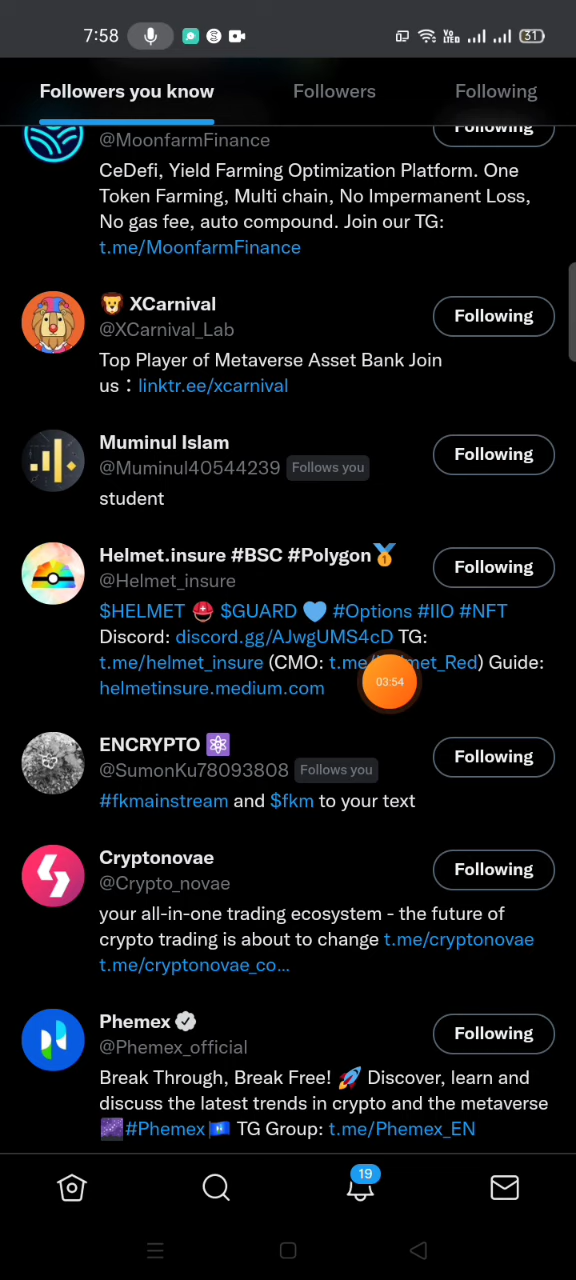 7:58
VoLTED
31
Followers you know
Followers
Following
@MoonfarmFinance
Following
CeDefi, Yield Farming Optimization Platform. One
Token Farming, Multi chain, No Impermanent Loss,
No gas fee, auto compound. Join our TG:
t.me/MoonfarmFinance
🦁 XCarnival
Following
@XCarnival_Lab
Top Player of Metaverse Asset Bank Join
us：linktr.ee/xcarnival
Muminul Islam
Following
@Muminul40544239 Follows you
student
Helmet.insure #BSC #Polygon🥇
Following
@Helmet_insure
$HELMET ⛑ $GUARD 💙 #Options #IIO #NFT
Discord: discord.gg/AJwgUMS4cD TG:
t.me/helmet_insure (CMO: t.me/Helmet_Red) Guide:
helmetinsure.medium.com
03:54
ENCRYPTO ⚛
Following
@SumonKu78093808 Follows you
#fkmainstream and $fkm to your text
Cryptonovae
Following
@Crypto_novae
your all-in-one trading ecosystem - the future of
crypto trading is about to change t.me/cryptonovae
t.me/cryptonovae_co...
Phemex
Following
@Phemex_official
Break Through, Break Free! 🚀 Discover, learn and
discuss the latest trends in crypto and the metaverse
🌌#Phemex TG Group: t.me/Phemex_EN
19